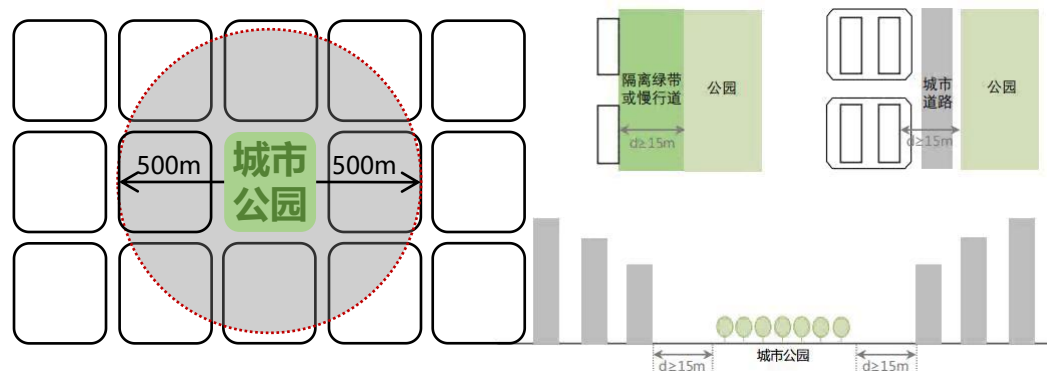 500m
城市
公园
500m
隔离绿带
或慢行道
公园
d≥15m
城市
道路
公园
d≥15m
城市公园
d≥15m
d≥15m